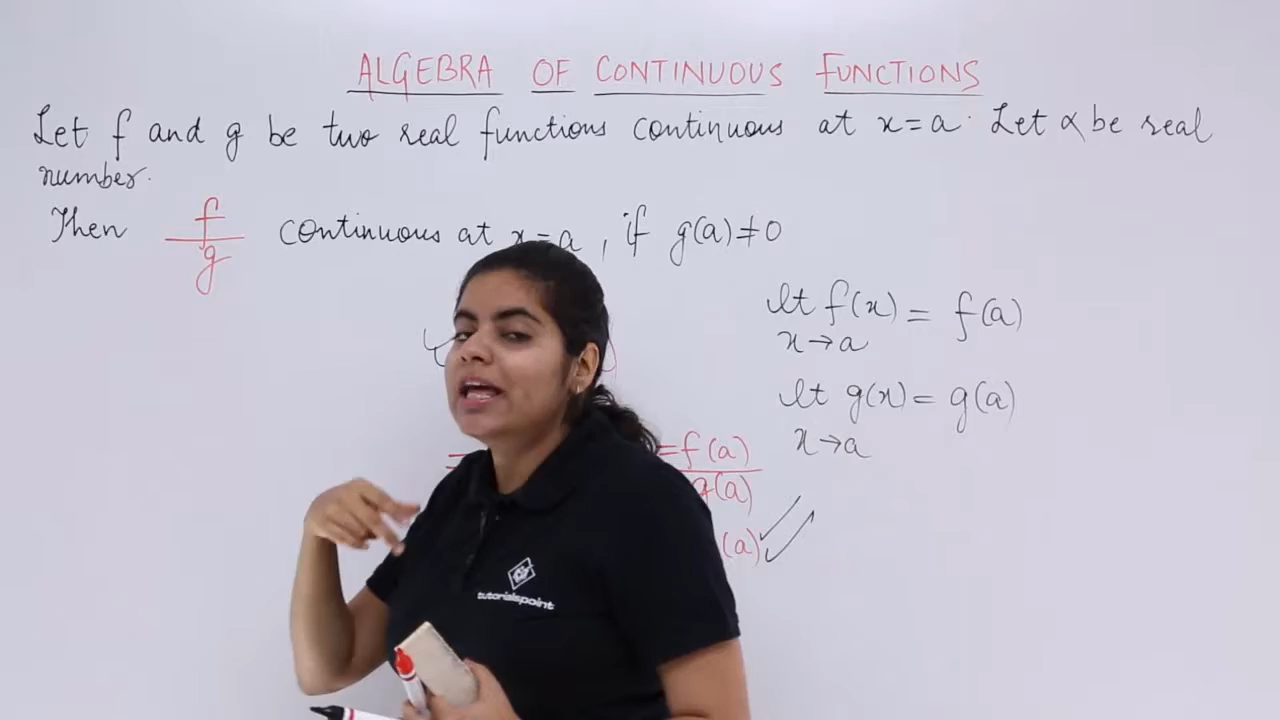 ALGEBRA OF CONTINUOUS FUNCTIONS
Let f and g be two real functions continuous at x=a. Let α be real
number.
Then f/g continuous at x=a, if g(a)≠0
lt f(x) = f(a)
x→a
lt g(x) = g(a)
x→a
= f(a)
g(a)
(a)
tutorialspoint